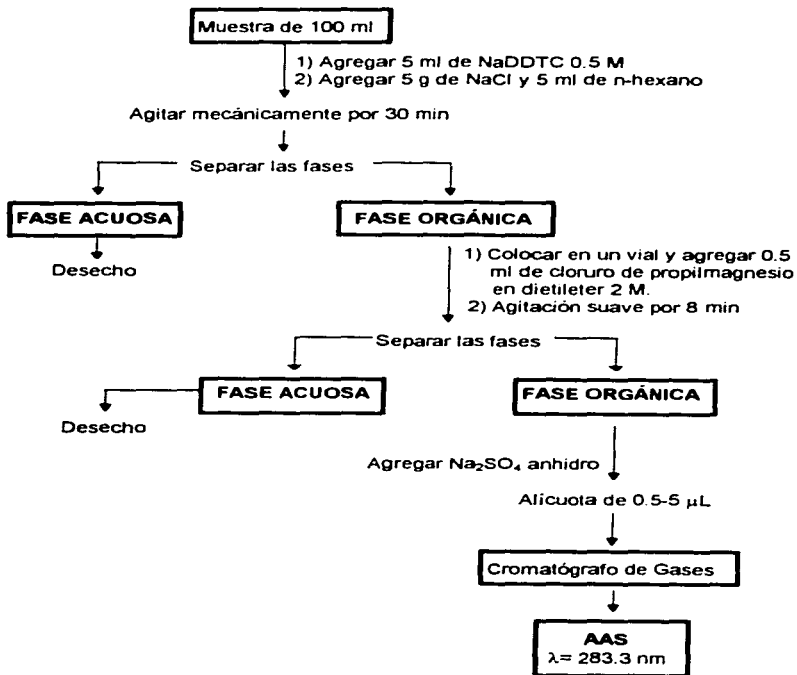 Muestra de 100 ml
1) Agregar 5 ml de NaDDTC 0.5 M
2) Agregar 5 g de NaCl y 5 ml de n-hexano
Agitar mecánicamente por 30 min
Separar las fases
FASE ACUOSA
FASE ORGÁNICA
Desecho
1) Colocar en un vial y agregar 0.5
ml de cloruro de propilmagnesio
en dietileter 2 M.
2) Agitación suave por 8 min
Separar las fases
FASE ACUOSA
FASE ORGÁNICA
Desecho
Agregar Na₂SO₄ anhidro
Alícuota de 0.5-5 µL
Cromatógrafo de Gases
AAS
λ= 283.3 nm